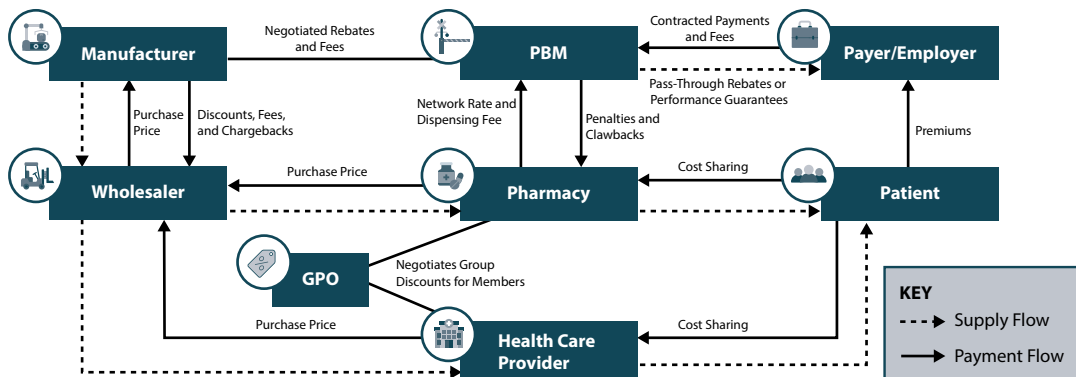 Manufacturer
Negotiated Rebates
and Fees
PBM
Contracted Payments
and Fees
Payer/Employer
Pass-Through Rebates or
Performance Guarantees
Purchase
Price
Discounts, Fees,
and Chargebacks
Network Rate and
Dispensing Fee
Penalties and
Clawbacks
Premiums
Wholesaler
Purchase Price
Pharmacy
Cost Sharing
Patient
GPO
Negotiates Group
Discounts for Members
Purchase Price
Health Care
Provider
Cost Sharing
KEY
Supply Flow
Payment Flow